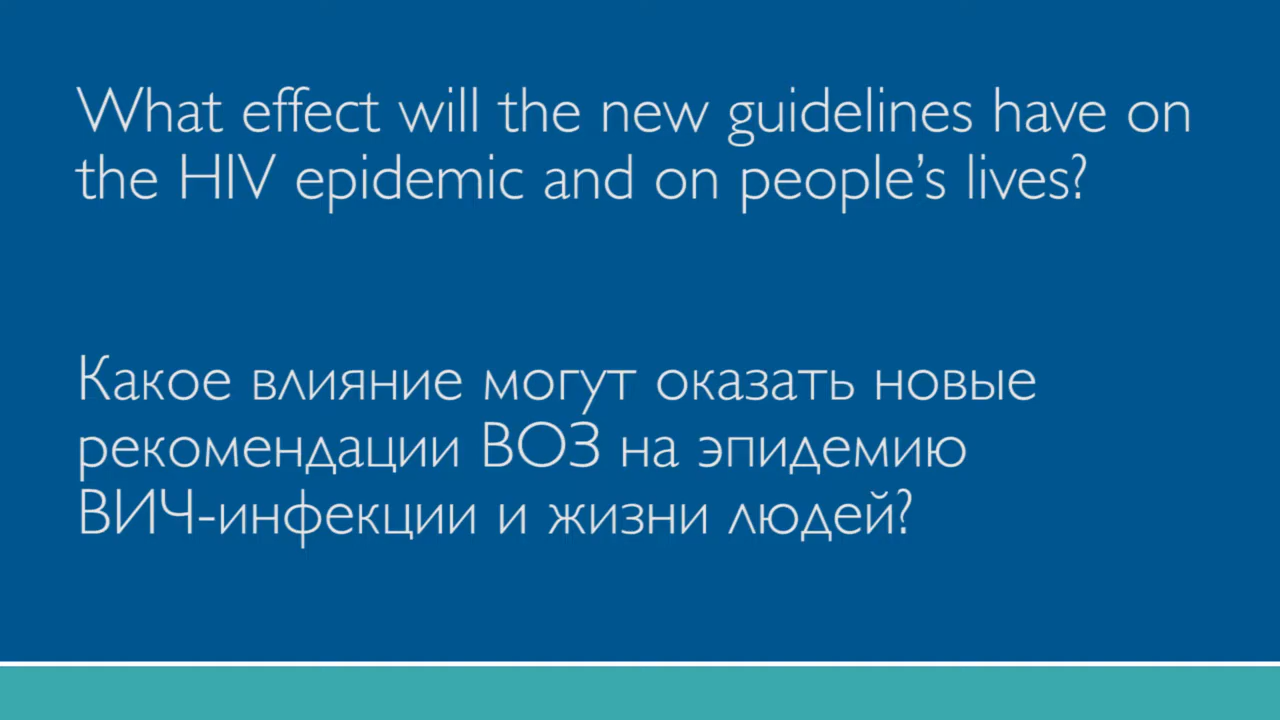 What effect will the new guidelines have on
the HIV epidemic and on people’s lives?
Какое влияние могут оказать новые
рекомендации ВОЗ на эпидемию
ВИЧ-инфекции и жизни людей?